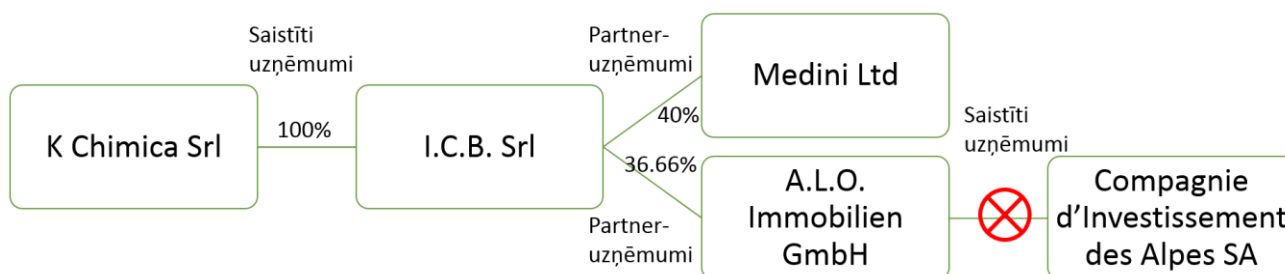 Saistīti
uzņēmumi
K Chimica Srl
100%
I.C.B. Srl
Partner-
uzņēmumi
40%
Medini Ltd
36.66%
Partner-
uzņēmumi
A.L.O.
Immobilien
GmbH
Saistīti
uzņēmumi
Compagnie
d’Investissement
des Alpes SA